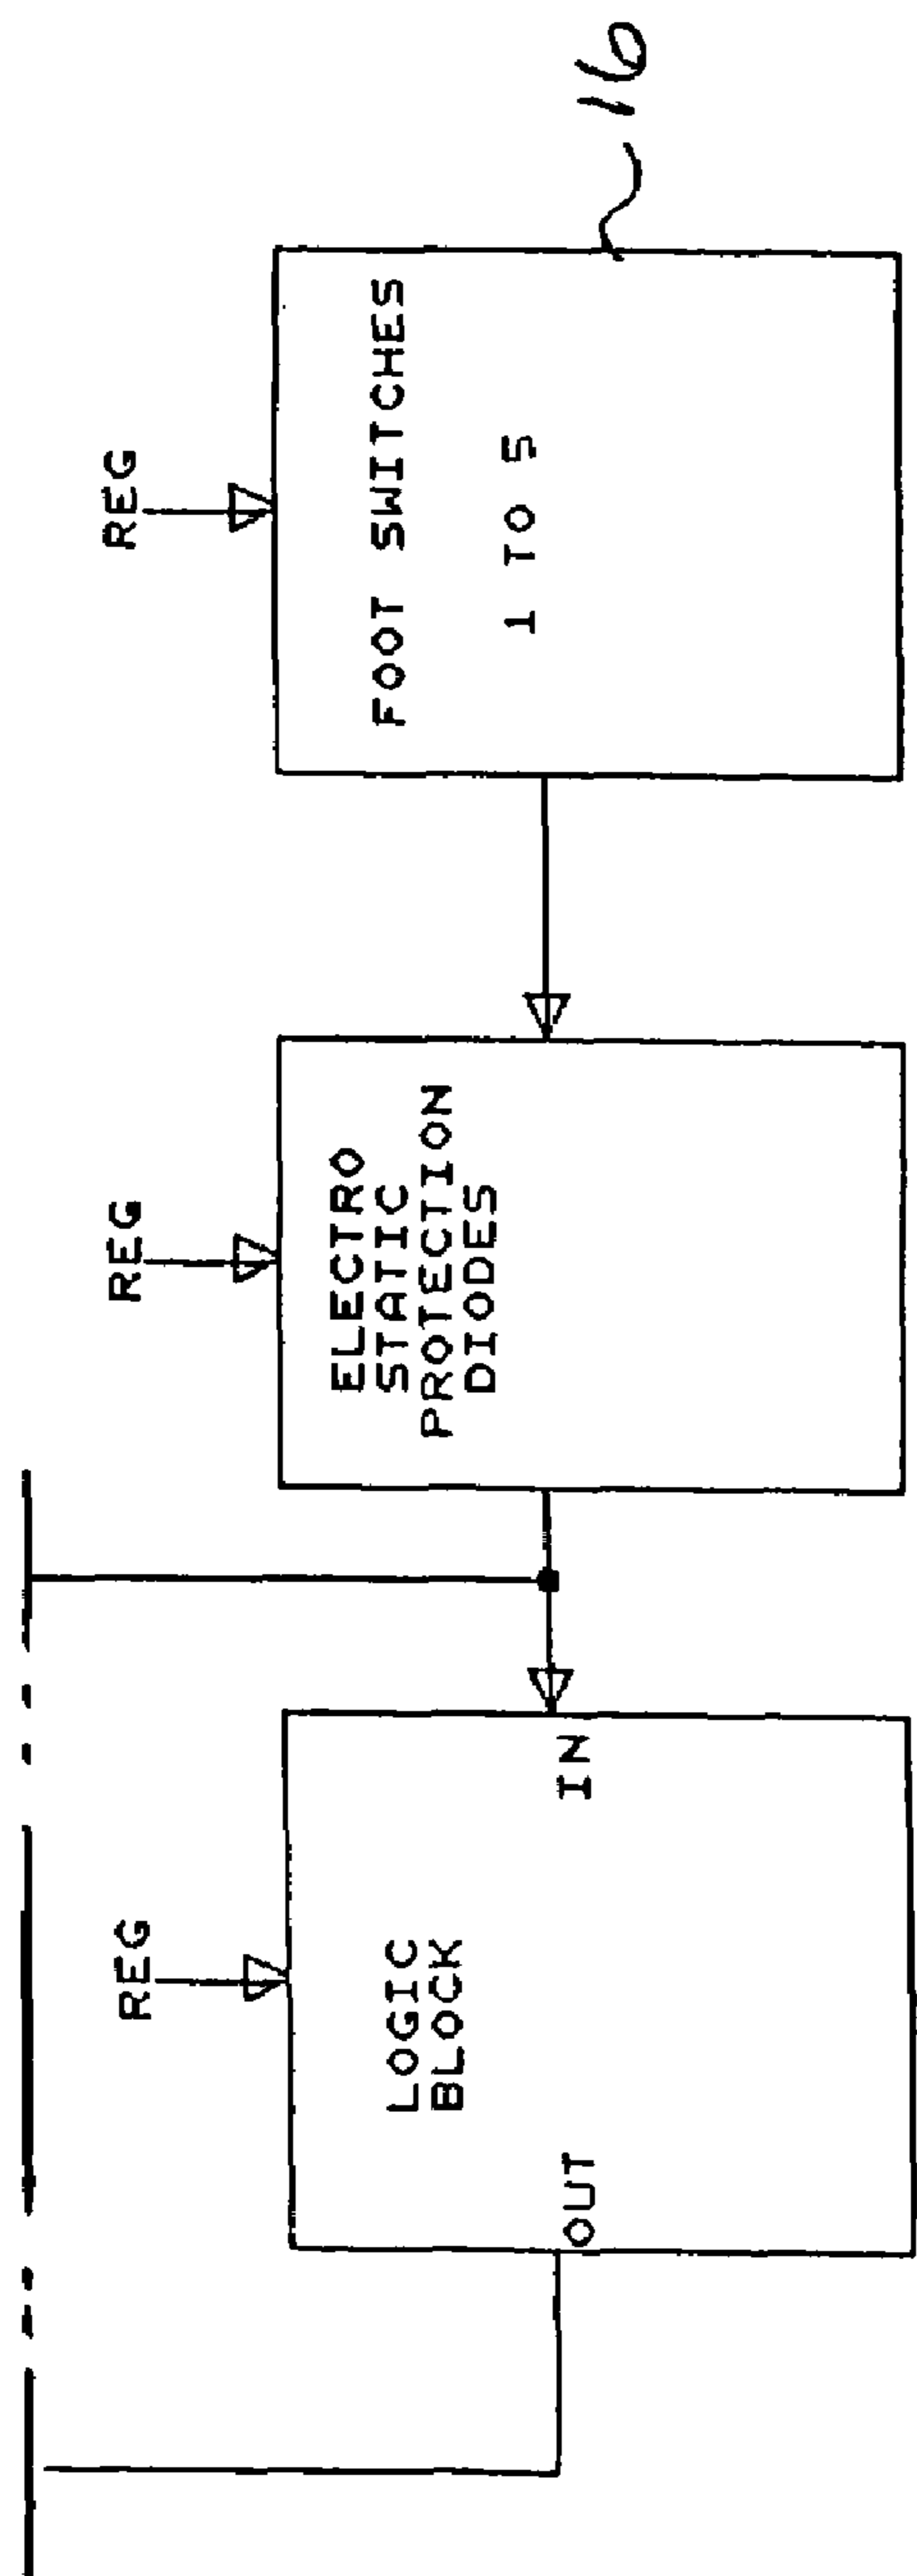 REG
REG
REG
LOGIC
BLOCK
OUT
IN
ELECTRO
STATIC
PROTECTION
DIODES
FOOT SWITCHES
1 TO 5
16